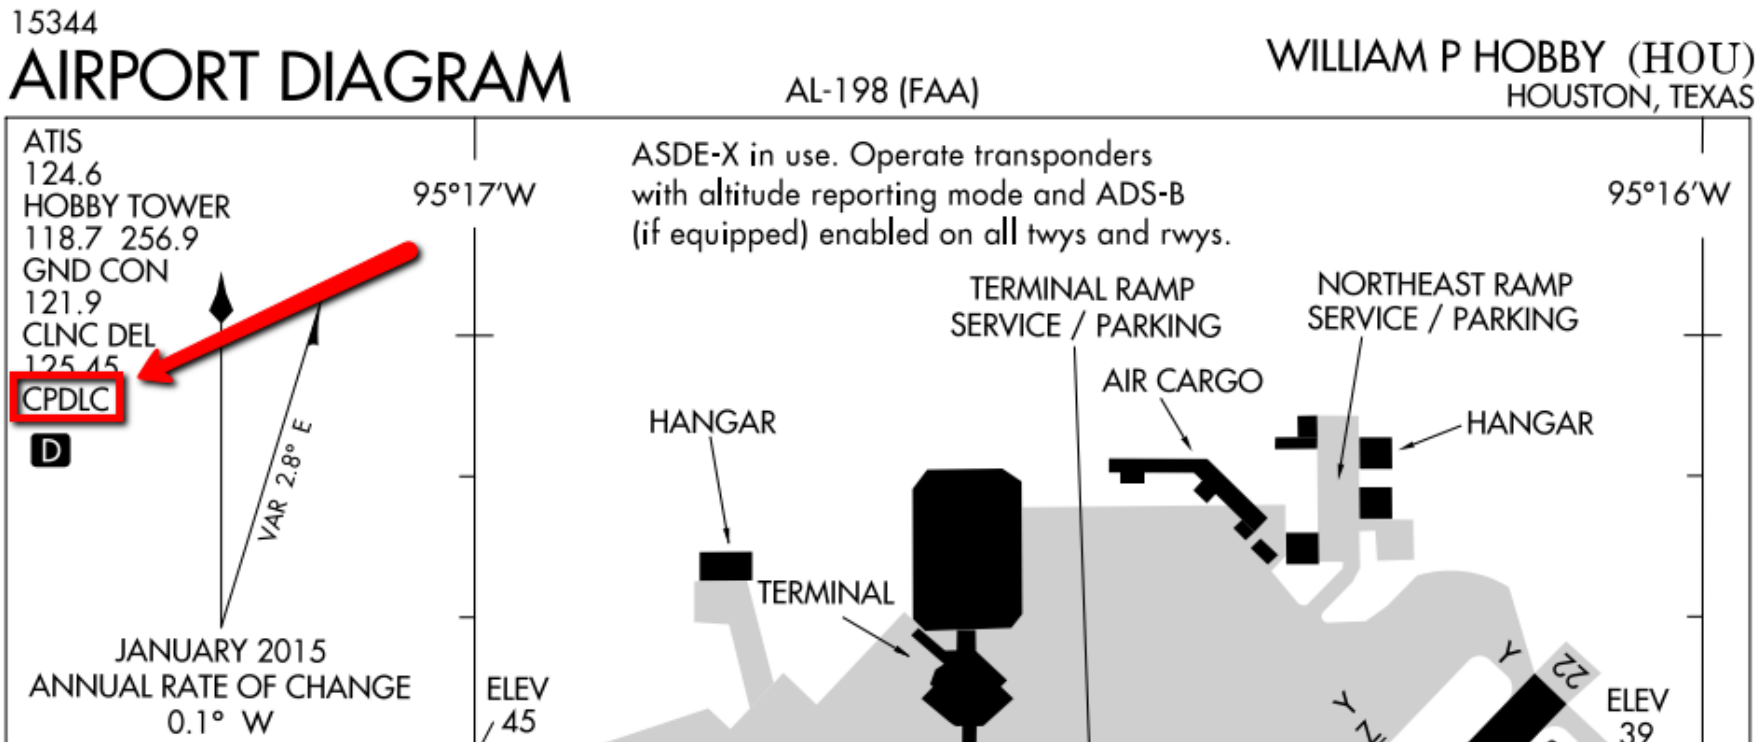 15344
AIRPORT DIAGRAM
AL-198 (FAA)
WILLIAM P HOBBY (HOU)
HOUSTON, TEXAS
ATIS
124.6
HOBBY TOWER
118.7 256.9
GND CON
121.9
CLNC DEL
125.45
CPDLC
D
VAR 2.8° E
JANUARY 2015
ANNUAL RATE OF CHANGE
0.1° W
95°17'W
ASDE-X in use. Operate transponders
with altitude reporting mode and ADS-B
(if equipped) enabled on all twys and rwys.
95°16'W
TERMINAL RAMP
SERVICE / PARKING
NORTHEAST RAMP
SERVICE / PARKING
AIR CARGO
HANGAR
HANGAR
TERMINAL
ELEV
45
Y
22
Y
ELEV
39